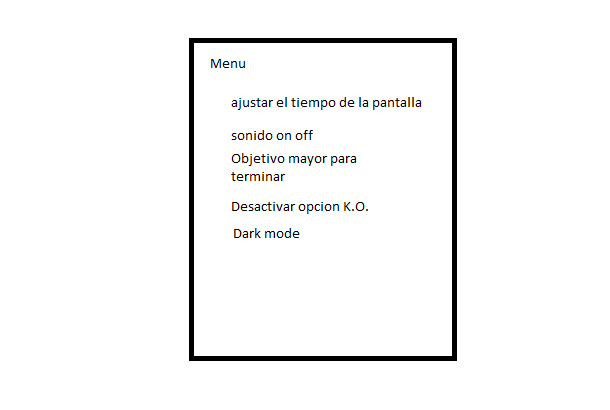 Menu
ajustar el tiempo de la pantalla
sonido on off
Objetivo mayor para
terminar
Desactivar opcion K.O.
Dark mode